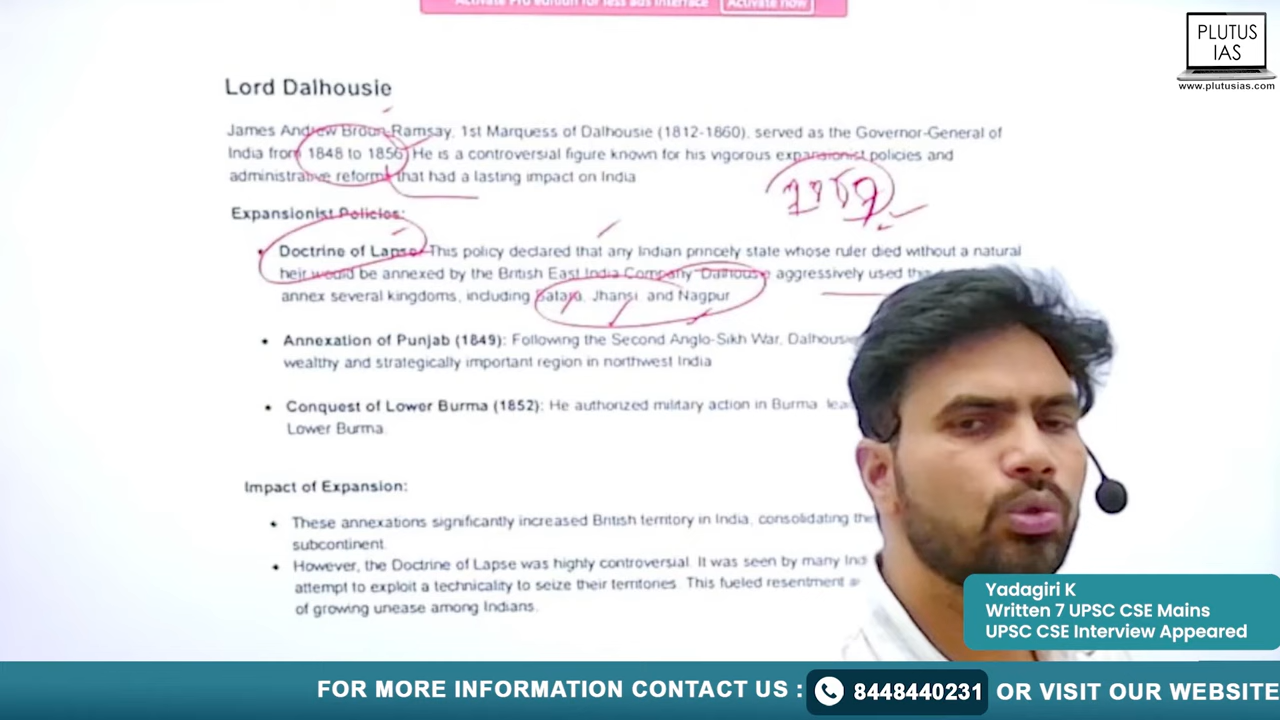 Activate Pro edition for less ads interface Activate now
PLUTUS
IAS
www.plutusias.com
Lord Dalhousie
James Andrew Broun-Ramsay, 1st Marquess of Dalhousie (1812-1860), served as the Governor-General of
India from 1848 to 1856. He is a controversial figure known for his vigorous expansionist policies and
administrative reforms that had a lasting impact on India
1857
Expansionist Policies:
• Doctrine of Lapse: This policy declared that any Indian princely state whose ruler died without a natural
heir would be annexed by the British East India Company. Dalhousie aggressively used
annex several kingdoms, including Satara, Jhansi, and Nagpur
• Annexation of Punjab (1849): Following the Second Anglo-Sikh War, Dalhousie
wealthy and strategically important region in northwest India
• Conquest of Lower Burma (1852): He authorized military action in Burma,
Lower Burma.
Impact of Expansion:
• These annexations significantly increased British territory in India, consolidating
subcontinent.
• However, the Doctrine of Lapse was highly controversial. It was seen by many
attempt to exploit a technicality to seize their territories. This fueled resentment
of growing unease among Indians.
Yadagiri K
Written 7 UPSC CSE Mains
UPSC CSE Interview Appeared
FOR MORE INFORMATION CONTACT US : 8448440231 OR VISIT OUR WEBSITE